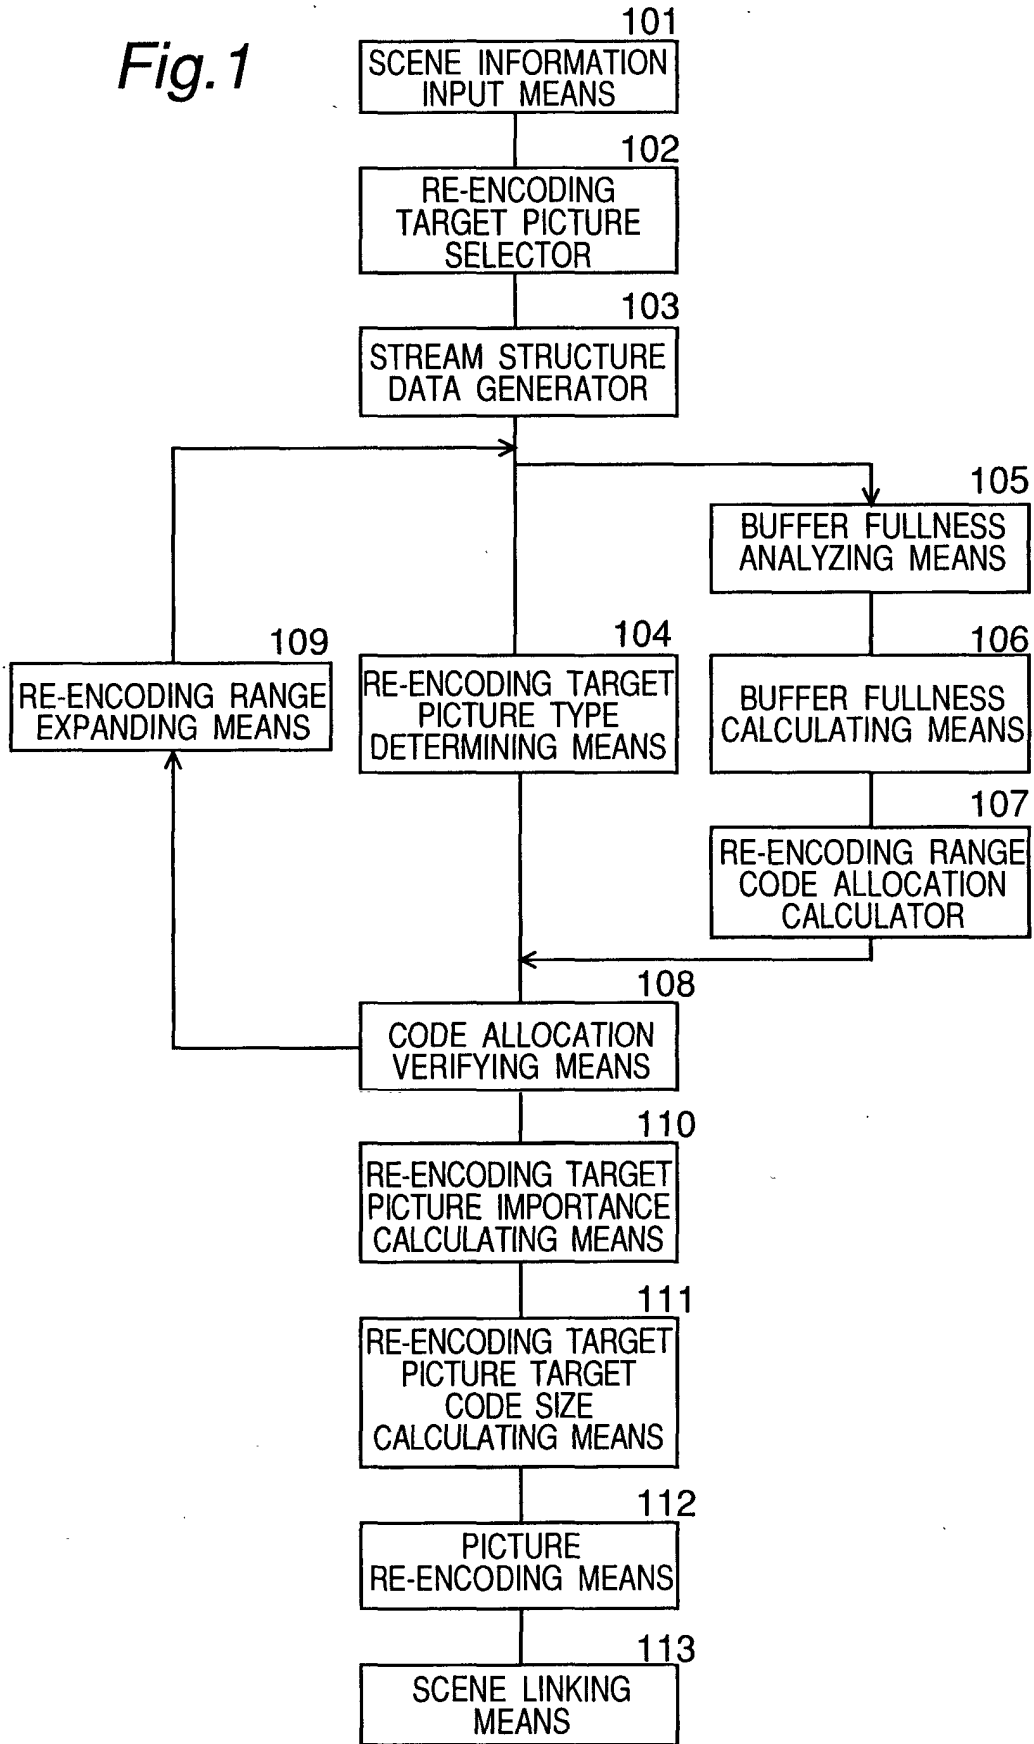 Fig.1
101
SCENE INFORMATION
INPUT MEANS
102
RE-ENCODING
TARGET PICTURE
SELECTOR
103
STREAM STRUCTURE
DATA GENERATOR
105
BUFFER FULLNESS
ANALYZING MEANS
109
RE-ENCODING RANGE
EXPANDING MEANS
104
RE-ENCODING TARGET
PICTURE TYPE
DETERMINING MEANS
106
BUFFER FULLNESS
CALCULATING MEANS
107
RE-ENCODING RANGE
CODE ALLOCATION
CALCULATOR
108
CODE ALLOCATION
VERIFYING MEANS
110
RE-ENCODING TARGET
PICTURE IMPORTANCE
CALCULATING MEANS
111
RE-ENCODING TARGET
PICTURE TARGET
CODE SIZE
CALCULATING MEANS
112
PICTURE
RE-ENCODING MEANS
113
SCENE LINKING
MEANS